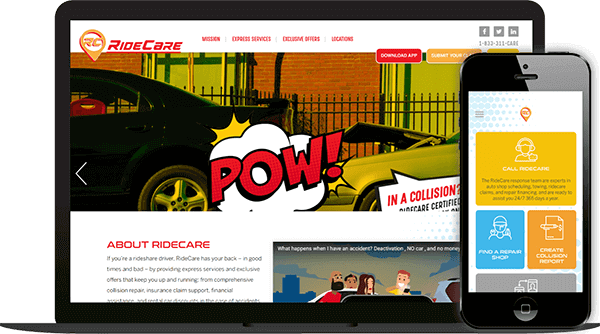 RC RIDECARE
MISSION EXPRESS SERVICES EXCLUSIVE OFFERS LOCATIONS
1-833-311-CARE
DOWNLOAD APP SUBMIT YOUR
POW!
IN A COLLISION?
RIDECARE CERTIFIED
ABOUT RIDECARE
If you're a rideshare driver, RideCare has your back – in good
times and bad – by providing express services and exclusive
offers that keep you up and running; from comprehensive
collision repair, insurance claim support, financial
assistance, and rental car discounts in the case of accidents
What happens when I have an accident? Deactivation , NO car , and no money
CALL RIDECARE
The RideCare response team are experts in
auto shop scheduling, towing, rideshare
claims, and repair financing, and are ready to
assist you 24/7 365 days a year.
FIND A REPAIR
SHOP
CREATE
COLLISION
REPORT